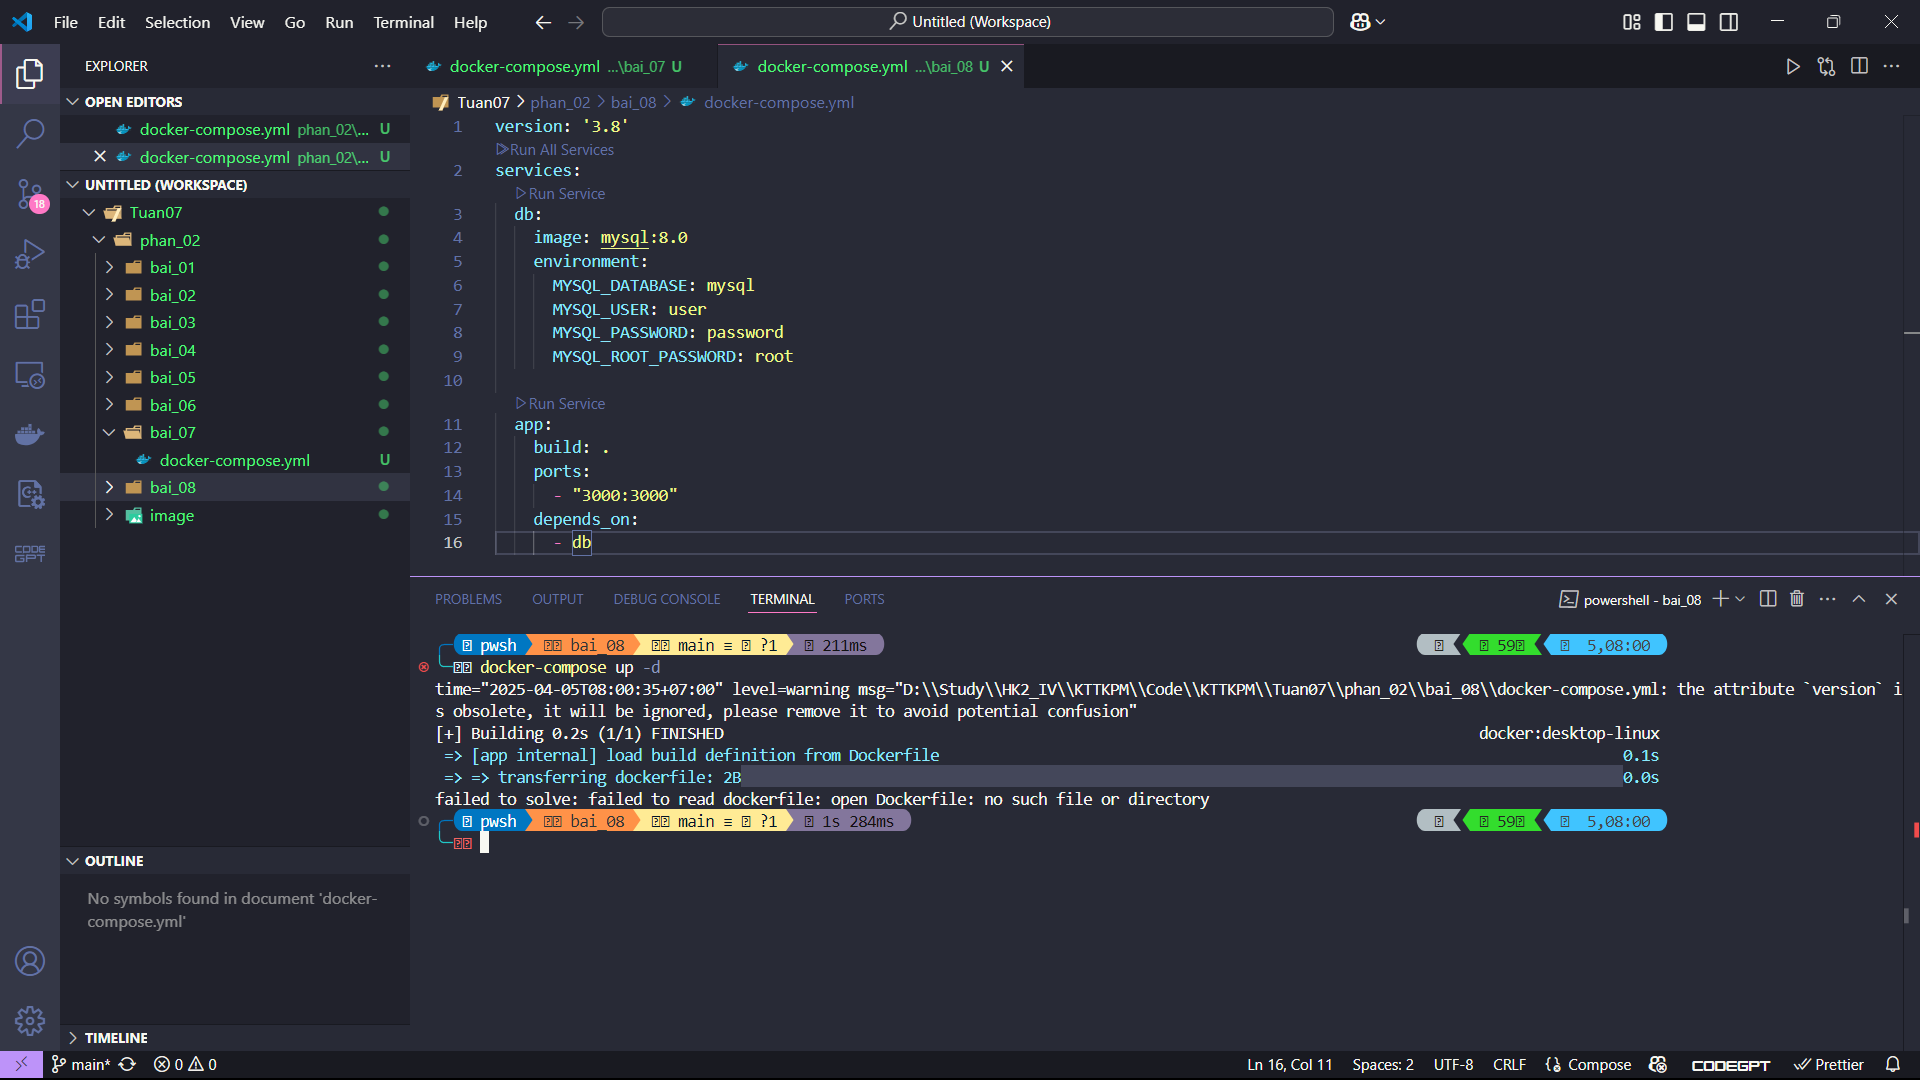 File Edit Selection View Go Run Terminal Help
Untitled (Workspace)
EXPLORER
OPEN EDITORS
docker-compose.yml phan_02\... U
docker-compose.yml phan_02\... U
UNTITLED (WORKSPACE)
Tuan07
phan_02
bai_01
bai_02
bai_03
bai_04
bai_05
bai_06
bai_07
docker-compose.yml U
bai_08
image
OUTLINE
No symbols found in document 'docker-
compose.yml'
TIMELINE
18
CODE
GPT
docker-compose.yml ...\bai_07 U
docker-compose.yml ...\bai_08 U
Tuan07 > phan_02 > bai_08 > docker-compose.yml
1 version: '3.8'
Run All Services
2 services:
Run Service
3 db:
4 image: mysql:8.0
5 environment:
6 MYSQL_DATABASE: mysql
7 MYSQL_USER: user
8 MYSQL_PASSWORD: password
9 MYSQL_ROOT_PASSWORD: root
10
Run Service
11 app:
12 build: .
13 ports:
14 - "3000:3000"
15 depends_on:
16 - db
PROBLEMS OUTPUT DEBUG CONSOLE TERMINAL PORTS
powershell - bai_08
pwsh bai_08 main ≡ ?1 211ms 59 5,08:00
docker-compose up -d
time="2025-04-05T08:00:35+07:00" level=warning msg="D:\\Study\\HK2_IV\\KTTKPM\\Code\\KTTKPM\\Tuan07\\phan_02\\bai_08\\docker-compose.yml: the attribute `version` i
s obsolete, it will be ignored, please remove it to avoid potential confusion"
[+] Building 0.2s (1/1) FINISHED docker:desktop-linux
=> [app internal] load build definition from Dockerfile 0.1s
=> => transferring dockerfile: 2B 0.0s
failed to solve: failed to read dockerfile: open Dockerfile: no such file or directory
pwsh bai_08 main ≡ ?1 1s 284ms 59 5,08:00
main* 0 0 Ln 16, Col 11 Spaces: 2 UTF-8 CRLF {} Compose CODEGPT Prettier